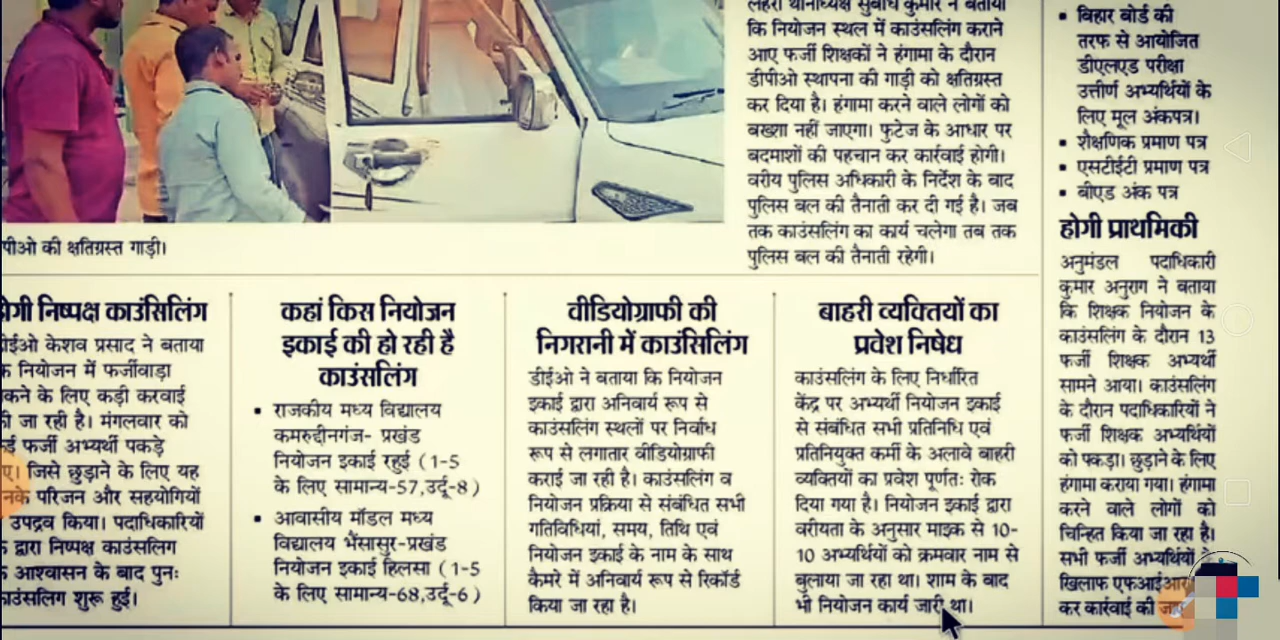 लहेरी थानाध्यक्ष सुबोध कुमार ने बताया
कि नियोजन स्थल में काउंसलिंग कराने
आए फर्जी शिक्षकों ने हंगामा के दौरान
डीपीओ स्थापना की गाड़ी को क्षतिग्रस्त
कर दिया है। हंगामा करने वाले लोगों को
बख्शा नहीं जाएगा। फुटेज के आधार पर
बदमाशों की पहचान कर कार्रवाई होगी।
वरीय पुलिस अधिकारी के निर्देश के बाद
पुलिस बल की तैनाती कर दी गई है। जब
तक काउंसलिंग का कार्य चलेगा तब तक
पुलिस बल की तैनाती रहेगी।
▪ बिहार बोर्ड की
तरफ से आयोजित
डीएलएड परीक्षा
उत्तीर्ण अभ्यर्थियों के
लिए मूल अंकपत्र।
▪ शैक्षणिक प्रमाण पत्र
▪ एसटीईटी प्रमाण पत्र
▪ बीएड अंक पत्र
होगी प्राथमिकी
अनुमंडल पदाधिकारी
कुमार अनुराग ने बताया
कि शिक्षक नियोजन के
काउंसलिंग के दौरान 13
फर्जी शिक्षक अभ्यर्थी
सामने आया। काउंसलिंग
के दौरान पदाधिकारियों ने
फर्जी शिक्षक अभ्यर्थियों
को पकड़ा। छुड़ाने के लिए
हंगामा कराया गया। हंगामा
करने वाले लोगों को
चिन्हित किया जा रहा है।
सभी फर्जी अभ्यर्थियों
खिलाफ एफआईआर
कर कार्रवाई की
पीओ की क्षतिग्रस्त गाड़ी।
होगी निष्पक्ष काउंसिलिंग
डीईओ केशव प्रसाद ने बताया
नियोजन में फर्जीवाड़ा
कने के लिए कड़ी करवाई
की जा रही है। मंगलवार को
फर्जी अभ्यर्थी पकड़े
ए। जिसे छुड़ाने के लिए यह
नके परिजन और सहयोगियों
उपद्रव किया। पदाधिकारियों
द्वारा निष्पक्ष काउंसलिंग
आश्वासन के बाद पुनः
काउंसलिंग शुरू हुई।
कहां किस नियोजन
इकाई की हो रही है
काउंसलिंग
▪ राजकीय मध्य विद्यालय
कमरुद्दीनगंज- प्रखंड
नियोजन इकाई रहुई (1-5
के लिए सामान्य-57,उर्दू-8)
▪ आवासीय मॉडल मध्य
विद्यालय भैंसासुर-प्रखंड
नियोजन इकाई हिलसा (1-5
के लिए सामान्य-68,उर्दू-6)
वीडियोग्राफी की
निगरानी में काउंसिलिंग
डीईओ ने बताया कि नियोजन
इकाई द्वारा अनिवार्य रूप से
काउंसलिंग स्थलों पर निर्बाध
रूप से लगातार वीडियोग्राफी
कराई जा रही है। काउंसलिंग व
नियोजन प्रक्रिया से संबंधित सभी
गतिविधियां, समय, तिथि एवं
नियोजन इकाई के नाम के साथ
कैमरे में अनिवार्य रूप से रिकॉर्ड
किया जा रहा है।
बाहरी व्यक्तियों का
प्रवेश निषेध
काउंसलिंग के लिए निर्धारित
केंद्र पर अभ्यर्थी नियोजन इकाई
से संबंधित सभी प्रतिनिधि एवं
प्रतिनियुक्त कर्मी के अलावे बाहरी
व्यक्तियों का प्रवेश पूर्णतः रोक
दिया गया है। नियोजन इकाई द्वारा
वरीयता के अनुसार माइक से 10-
10 अभ्यर्थियों को क्रमवार नाम से
बुलाया जा रहा था। शाम के बाद
भी नियोजन कार्य जारी था।